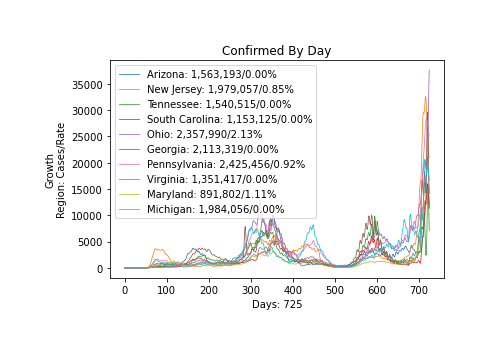 Confirmed By Day
Growth
Region: Cases/Rate
35000
30000
25000
20000
15000
10000
5000
0
Arizona: 1,563,193/0.00%
New Jersey: 1,979,057/0.85%
Tennessee: 1,540,515/0.00%
South Carolina: 1,153,125/0.00%
Ohio: 2,357,990/2.13%
Georgia: 2,113,319/0.00%
Pennsylvania: 2,425,456/0.92%
Virginia: 1,351,417/0.00%
Maryland: 891,802/1.11%
Michigan: 1,984,056/0.00%
0 100 200 300 400 500 600 700
Days: 725